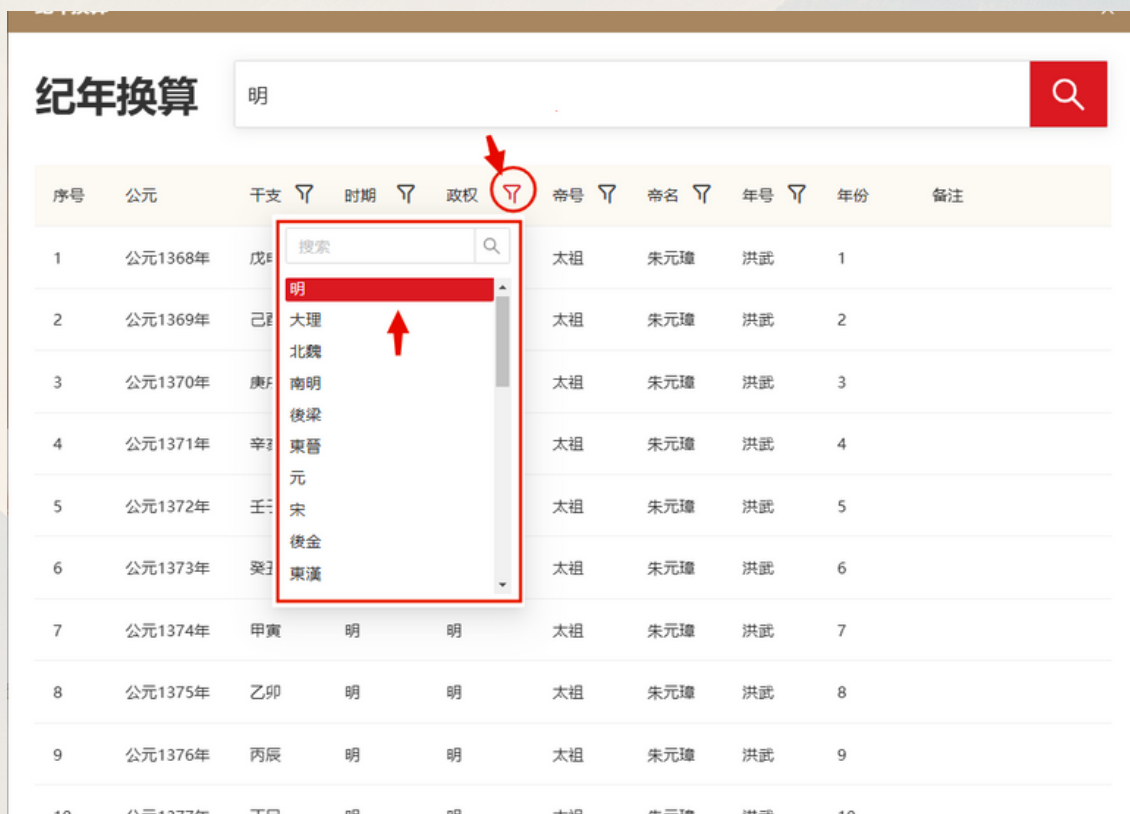 纪年换算
纪年换算 明
序号 公元 干支 时期 政权 帝号 帝名 年号 年份 备注
搜索
明
大理
北魏
南明
後梁
東晉
元
宋
後金
東漢
1 公元1368年 戊 太祖 朱元璋 洪武 1
2 公元1369年 己 太祖 朱元璋 洪武 2
3 公元1370年 庚 太祖 朱元璋 洪武 3
4 公元1371年 辛 太祖 朱元璋 洪武 4
5 公元1372年 壬 太祖 朱元璋 洪武 5
6 公元1373年 癸 太祖 朱元璋 洪武 6
7 公元1374年 甲寅 明 明 太祖 朱元璋 洪武 7
8 公元1375年 乙卯 明 明 太祖 朱元璋 洪武 8
9 公元1376年 丙辰 明 明 太祖 朱元璋 洪武 9